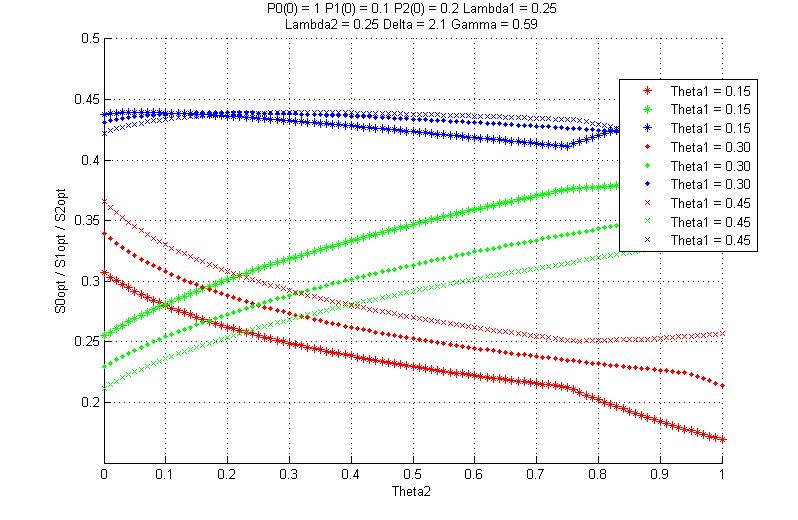 P0(0) = 1 P1(0) = 0.1 P2(0) = 0.2 Lambda1 = 0.25
Lambda2 = 0.25 Delta = 2.1 Gamma = 0.59
0.5
0.45
0.4
0.35
0.3
0.25
0.2
S0opt / S1opt / S2opt
Theta1 = 0.15
Theta1 = 0.15
Theta1 = 0.15
Theta1 = 0.30
Theta1 = 0.30
Theta1 = 0.30
Theta1 = 0.45
Theta1 = 0.45
Theta1 = 0.45
0 0.1 0.2 0.3 0.4 0.5 0.6 0.7 0.8 0.9 1
Theta2